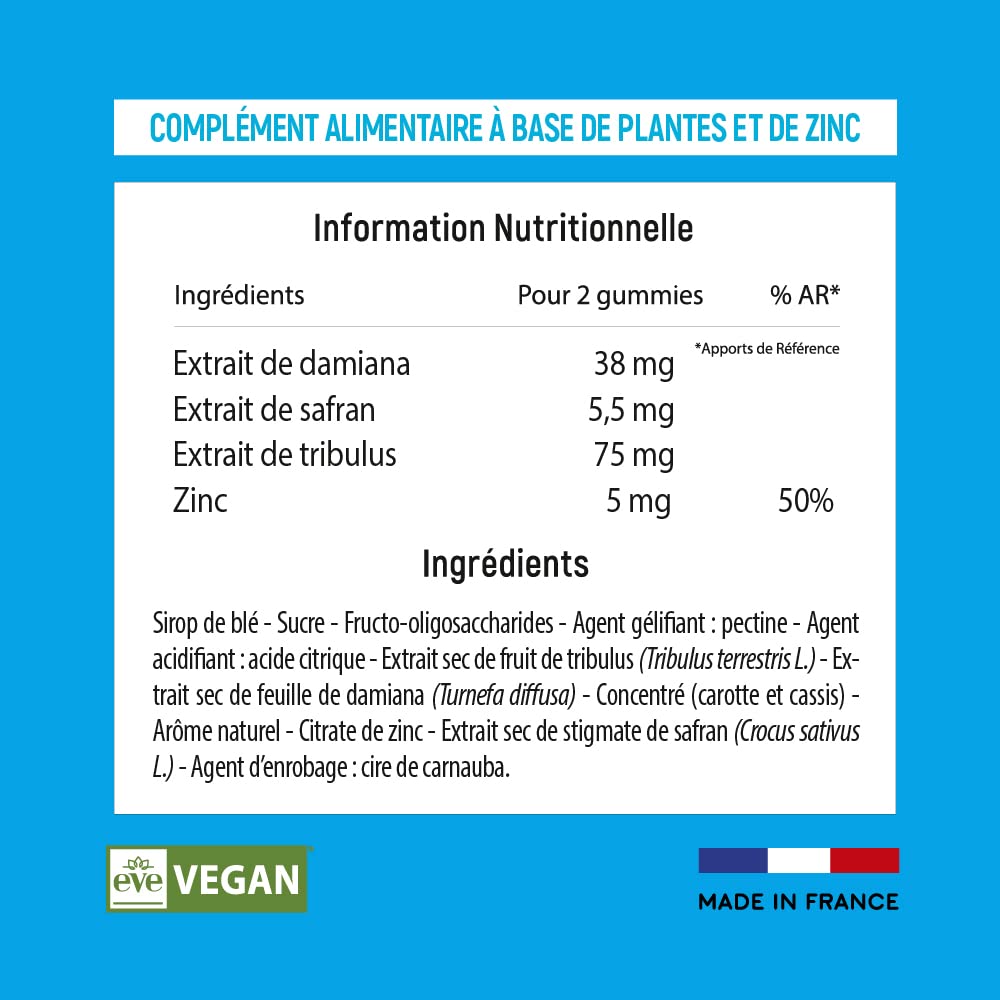 COMPLÉMENT ALIMENTAIRE À BASE DE PLANTES ET DE ZINC
Information Nutritionnelle
Ingrédients Pour 2 gummies % AR*
*Apports de Référence
Extrait de damiana 38 mg
Extrait de safran 5,5 mg
Extrait de tribulus 75 mg
Zinc 5 mg 50%
Ingrédients
Sirop de blé - Sucre - Fructo-oligosaccharides - Agent gélifiant : pectine - Agent
acidifiant : acide citrique - Extrait sec de fruit de tribulus (Tribulus terrestris L.) - Ex-
trait sec de feuille de damiana (Turnefa diffusa) - Concentré (carotte et cassis) -
Arôme naturel - Citrate de zinc - Extrait sec de stigmate de safran (Crocus sativus
L.) - Agent d’enrobage : cire de carnauba.
eve VEGAN
MADE IN FRANCE